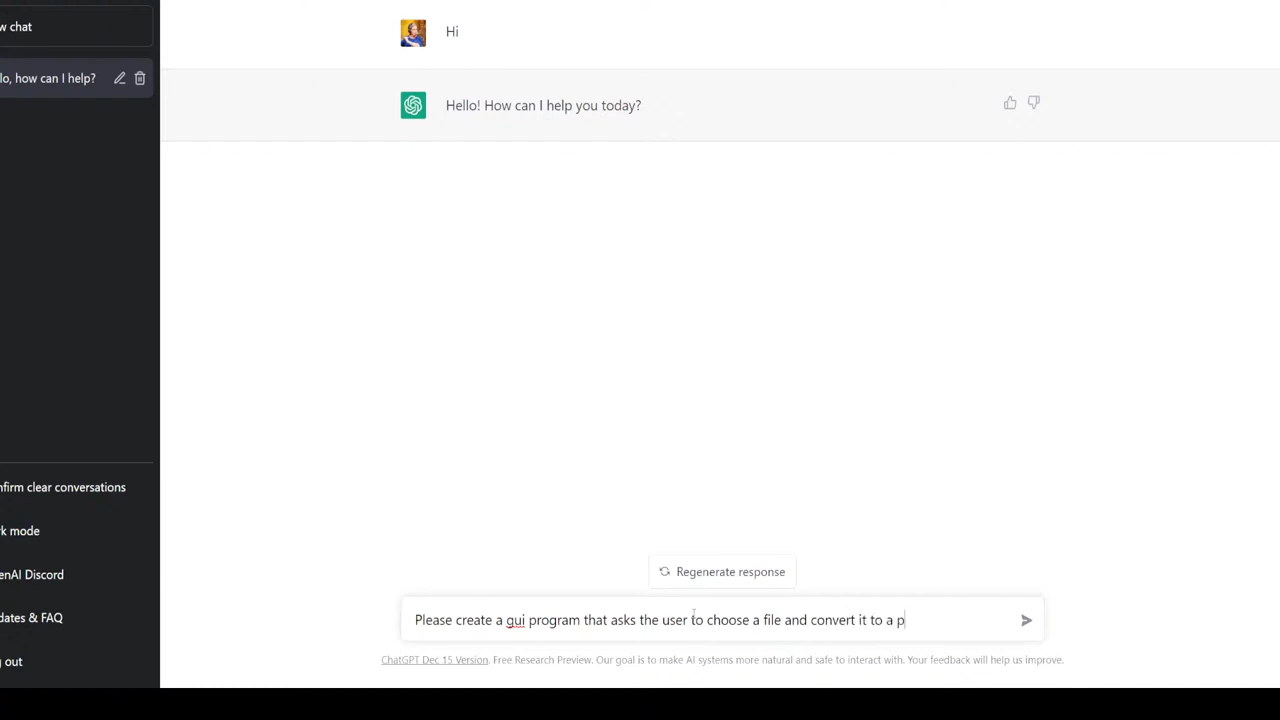 w chat
lo, how can I help?
nfirm clear conversations
rk mode
enAI Discord
dates & FAQ
g out
Hi
Hello! How can I help you today?
Regenerate response
Please create a gui program that asks the user to choose a file and convert it to a p
ChatGPT Dec 15 Version. Free Research Preview. Our goal is to make AI systems more natural and safe to interact with. Your feedback will help us improve.